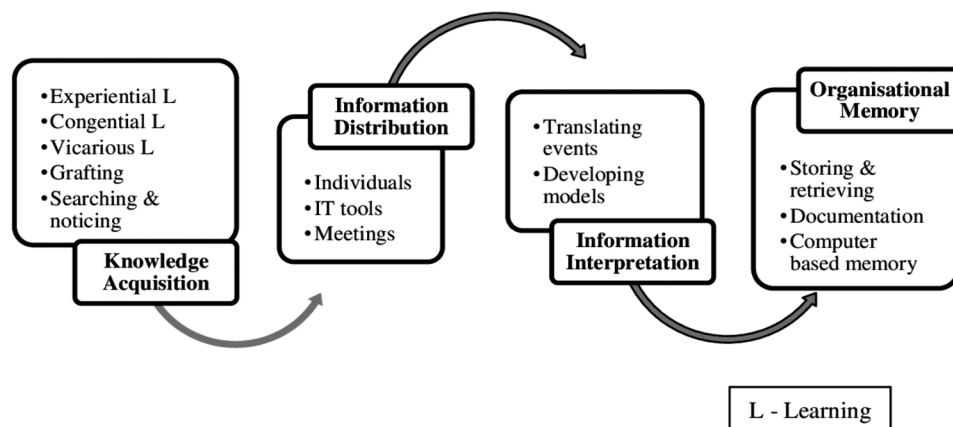 •Experiential L
•Congential L
•Vicarious L
•Grafting
•Searching &
noticing
Knowledge
Acquisition
Information
Distribution
•Individuals
•IT tools
•Meetings
•Translating
events
•Developing
models
Information
Interpretation
Organisational
Memory
•Storing &
retrieving
•Documentation
•Computer
based memory
L - Learning